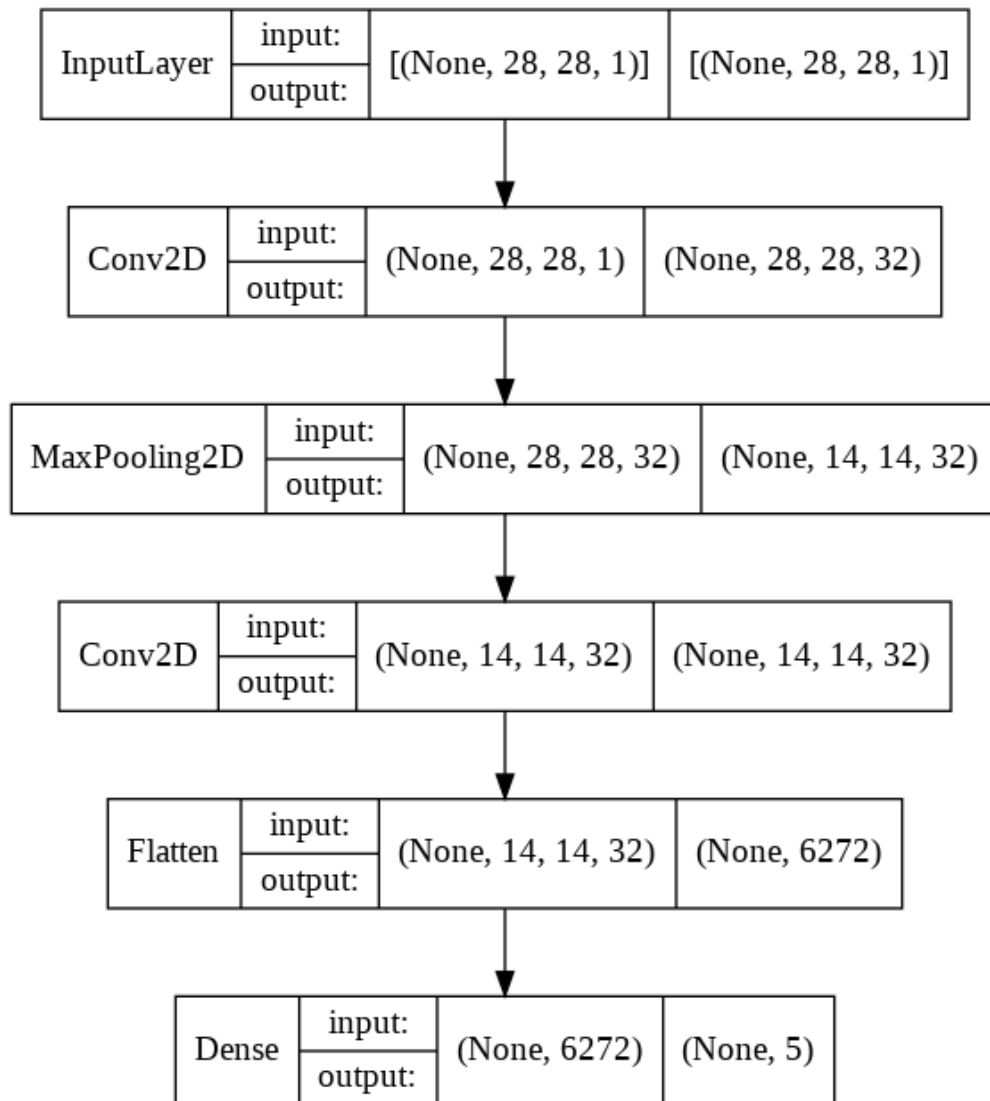 InputLayer input: output: [(None, 28, 28, 1)] [(None, 28, 28, 1)]
Conv2D input: output: (None, 28, 28, 1) (None, 28, 28, 32)
MaxPooling2D input: output: (None, 28, 28, 32) (None, 14, 14, 32)
Conv2D input: output: (None, 14, 14, 32) (None, 14, 14, 32)
Flatten input: output: (None, 14, 14, 32) (None, 6272)
Dense input: output: (None, 6272) (None, 5)